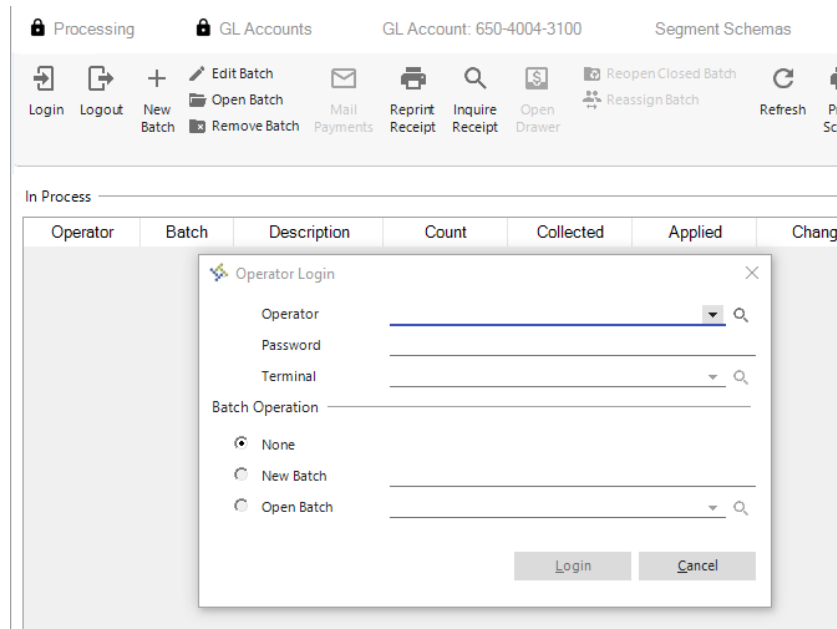 Processing GL Accounts GL Account: 650-4004-3100 Segment Schemas
Login Logout New Batch Edit Batch Open Batch Remove Batch Mail Payments Reprint Receipt Inquire Receipt Open Drawer Reopen Closed Batch Reassign Batch Refresh
In Process
Operator Batch Description Count Collected Applied Chang
Operator Login
Operator
Password
Terminal
Batch Operation
None
New Batch
Open Batch
Login Cancel